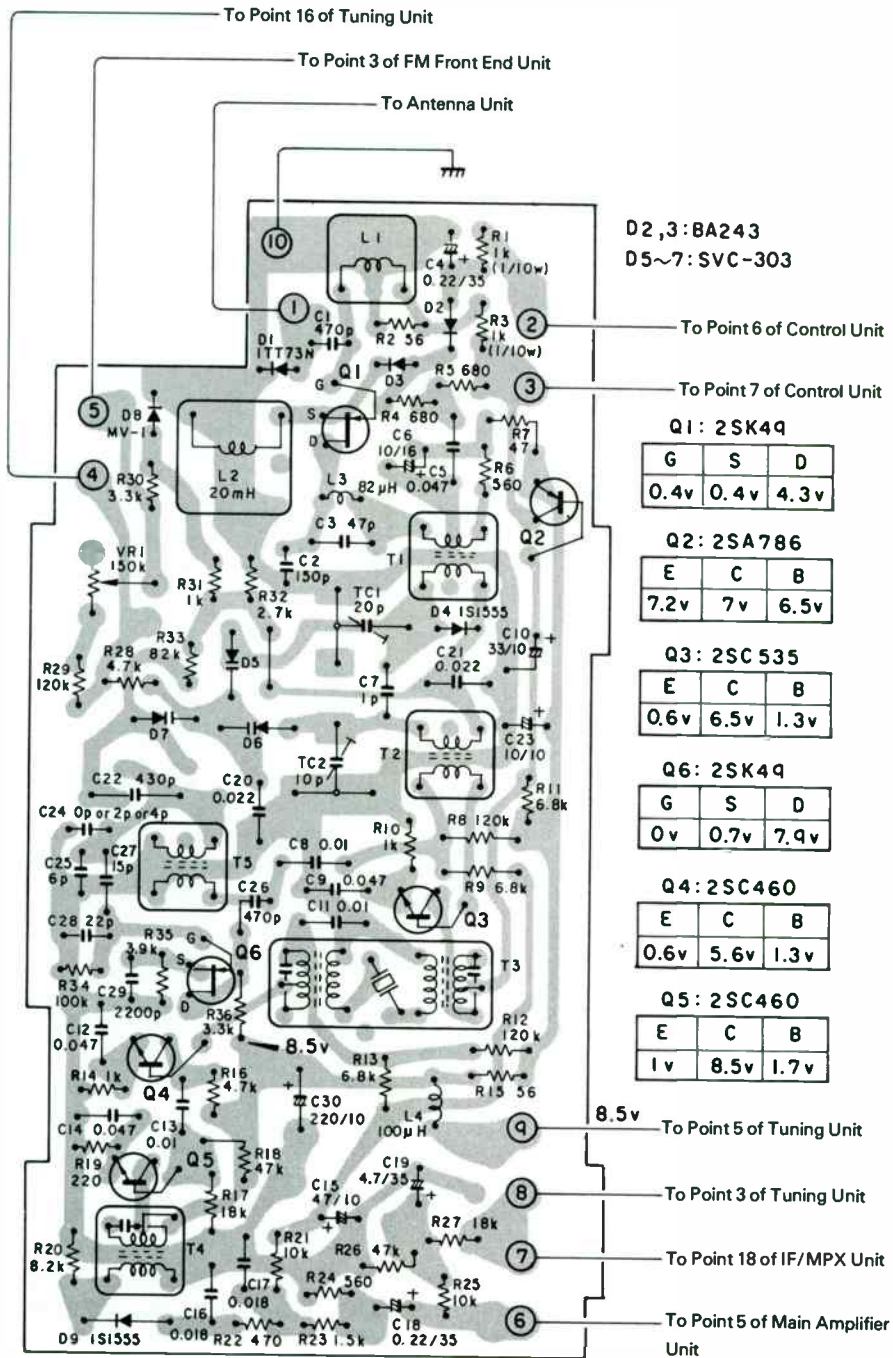 To Point 16 of Tuning Unit
To Point 3 of FM Front End Unit
To Antenna Unit
10
L1
C4
0.22/35
R1
1k
(1/10w)
D2,3:BA243
D5~7:SVC-303
1
C1
470p
R2 56
D2
R3
1k
(1/10w)
2
To Point 6 of Control Unit
D1
1TT73N
D3
Q1
G
R5 680
3
To Point 7 of Control Unit
5
D8
MV-1
S
D
R4 680
R7
47
Q1: 2SK49
G S D
0.4v 0.4v 4.3v
4
R30
3.3k
L2
20mH
C6
10/16
C5
0.047
R6
560
L3
82µH
Q2
C3 47p
T1
Q2: 2SA786
E C B
7.2v 7v 6.5v
VR1
150k
R31
1k
R32
2.7k
C2
150p
TC1
20p
D4 1S1555
C10
33/10
R29
120k
R28
4.7k
R33
82k
D5
C21
0.022
C7
1p
Q3: 2SC535
E C B
0.6v 6.5v 1.3v
D7
D6
T2
C23
10/10
TC2
10p
C22 430p
C20
0.022
R11
6.8k
Q6: 2SK49
G S D
0v 0.7v 7.9v
C24 0p or 2p or 4p
R10
1k
R8 120k
C25
6p
C27
15p
T5
C8 0.01
C9 0.047
R9 6.8k
C26
470p
C11 0.01
Q3
Q4: 2SC460
E C B
0.6v 5.6v 1.3v
C28 22p
R35
3.9k
G
Q6
S
D
T3
R34
100k
C29
2200p
R36
3.3k
Q5: 2SC460
E C B
1v 8.5v 1.7v
C12
0.047
8.5v
R12
120k
R13
6.8k
R14 1k
Q4
R16
4.7k
R15 56
C30
220/10
L4
100µH
C14 0.047
C13
0.01
9
8.5v
To Point 5 of Tuning Unit
R19
220
Q5
R18
47k
C15
47/10
C19
4.7/35
8
To Point 3 of Tuning Unit
R17
18k
R27 18k
R20
8.2k
T4
R21
10k
R26 47k
7
To Point 18 of IF/MPX Unit
C17
0.018
R24 560
R25
10k
C16
0.018
D9 1S1555
R22 470
R23 1.5k
C18
0.22/35
6
To Point 5 of Main Amplifier
Unit